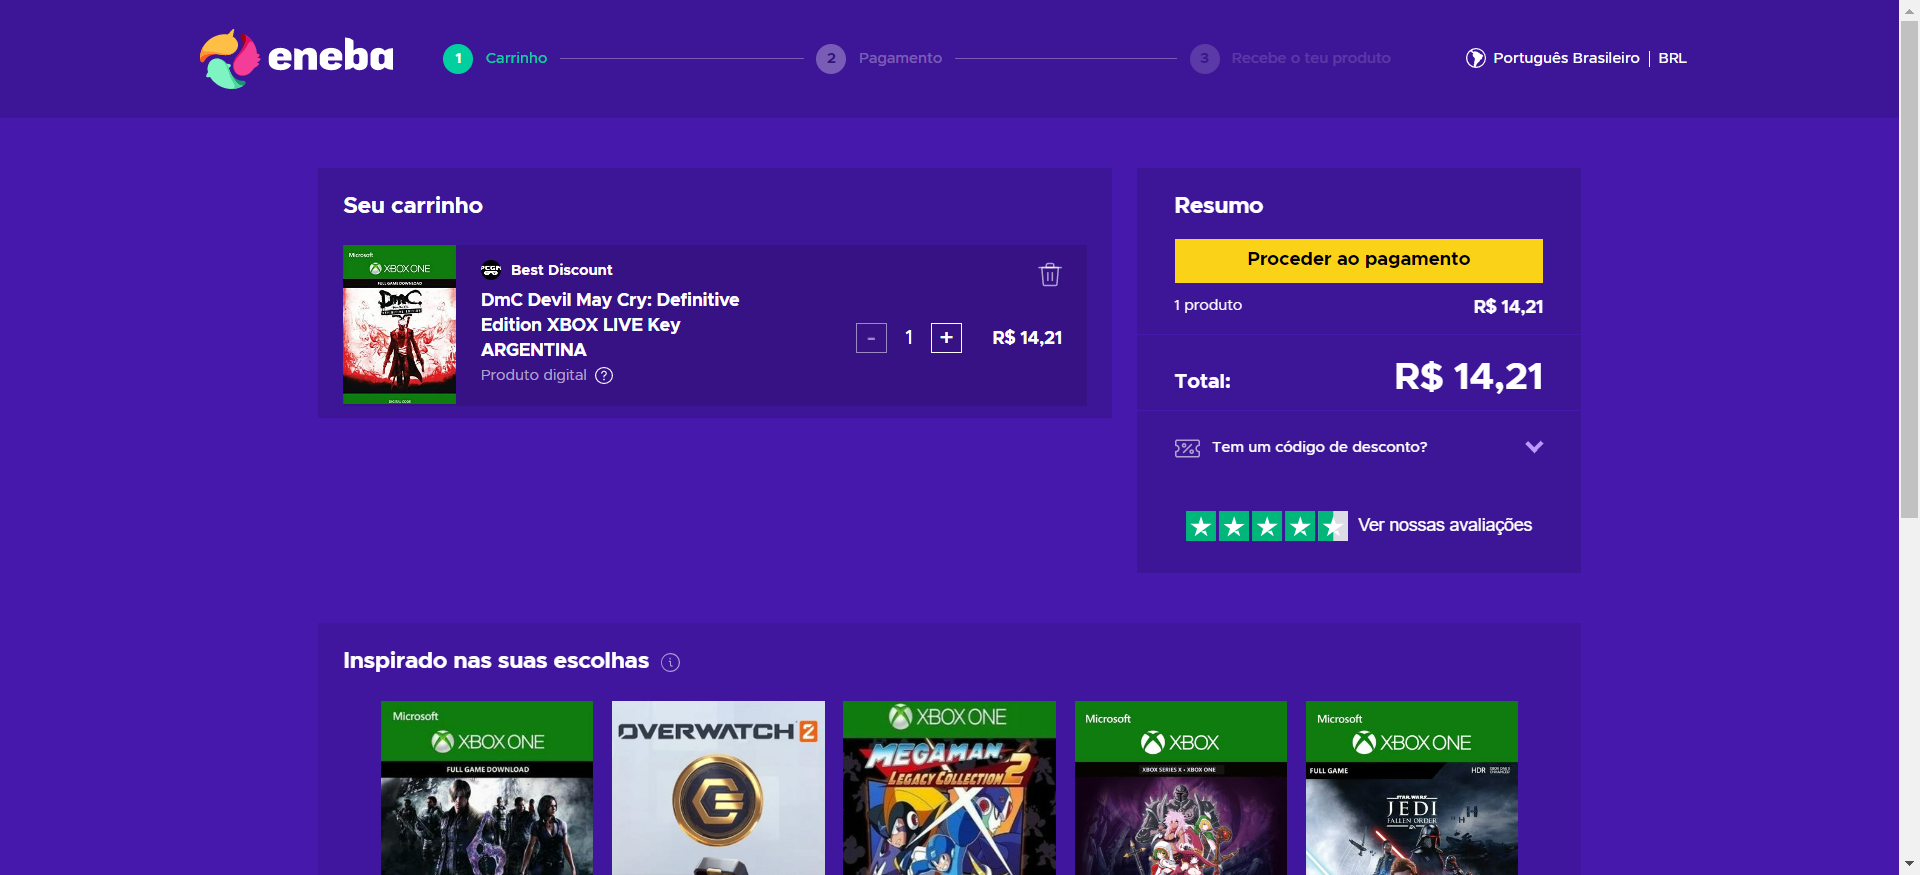 eneba
1 Carrinho
2 Pagamento
3 Recebe o teu produto
Português Brasileiro | BRL
Seu carrinho
Microsoft
XBOX ONE
FULL GAME DOWNLOAD
DmC
DIGITAL CODE
Best Discount
DmC Devil May Cry: Definitive
Edition XBOX LIVE Key
ARGENTINA
Produto digital ?
- 1 + R$ 14,21
Resumo
Proceder ao pagamento
1 produto R$ 14,21
Total: R$ 14,21
Tem um código de desconto?
Ver nossas avaliações
Inspirado nas suas escolhas i
Microsoft
XBOX ONE
FULL GAME DOWNLOAD
OVERWATCH 2
XBOX ONE
MEGAMAN
LEGACY COLLECTION 2
Microsoft
XBOX
XBOX SERIES X • XBOX ONE
Microsoft
XBOX ONE
FULL GAME
HDR
STAR WARS
JEDI
FALLEN ORDER